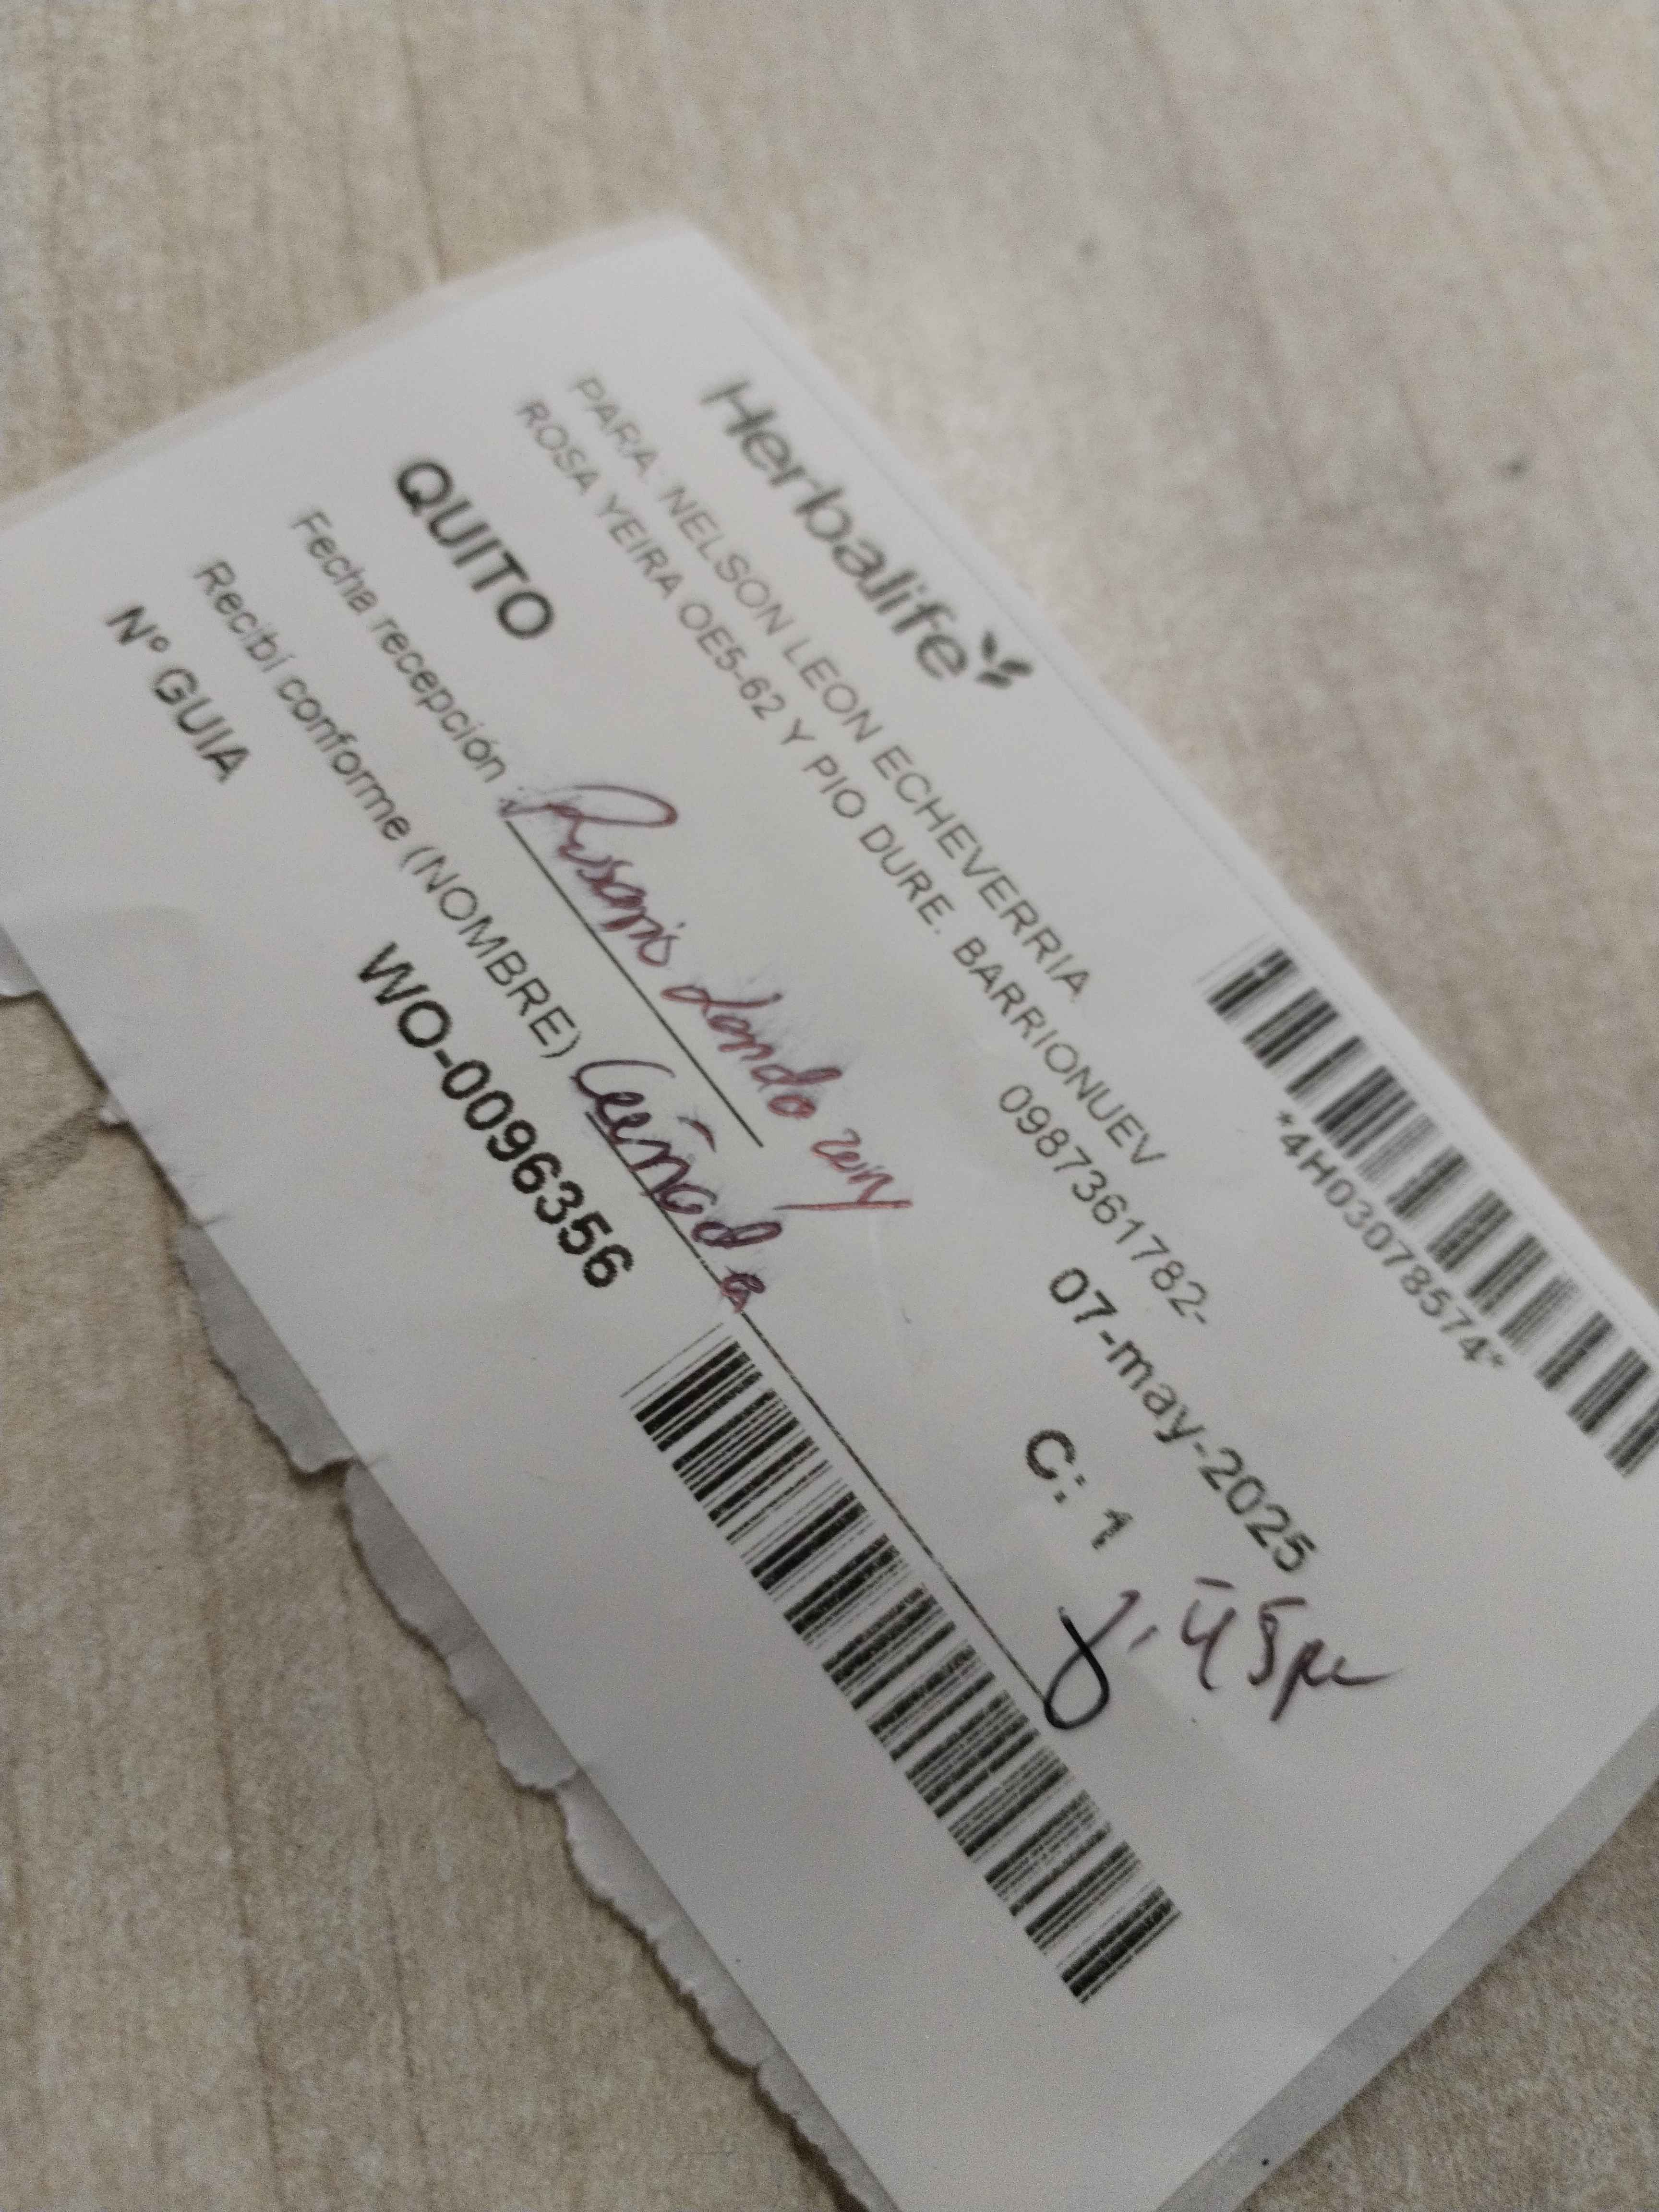 Herbalife
*4H03078574*
PARA: NELSON LEON ECHEVERRIA
ROSA YEIRA OE5-62 Y PIO DURE. BARRIONUEV
0987361782-
QUITO
07-may-2025
C: 1
Fecha recepción
Recibí conforme (NOMBRE) Cuñada
Nº GUIA WO-0096356